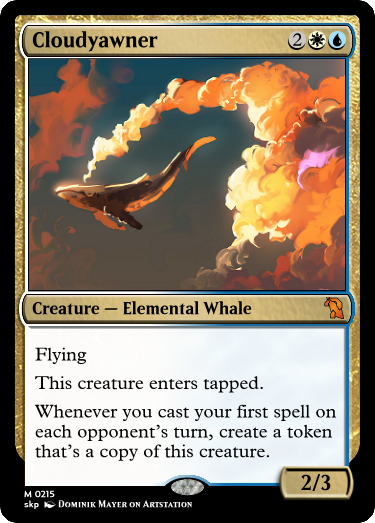 Cloudyawner 2
Creature — Elemental Whale
Flying
This creature enters tapped.
Whenever you cast your first spell on
each opponent's turn, create a token
that's a copy of this creature.
2/3
M 0215
skp Dominik Mayer on Artstation